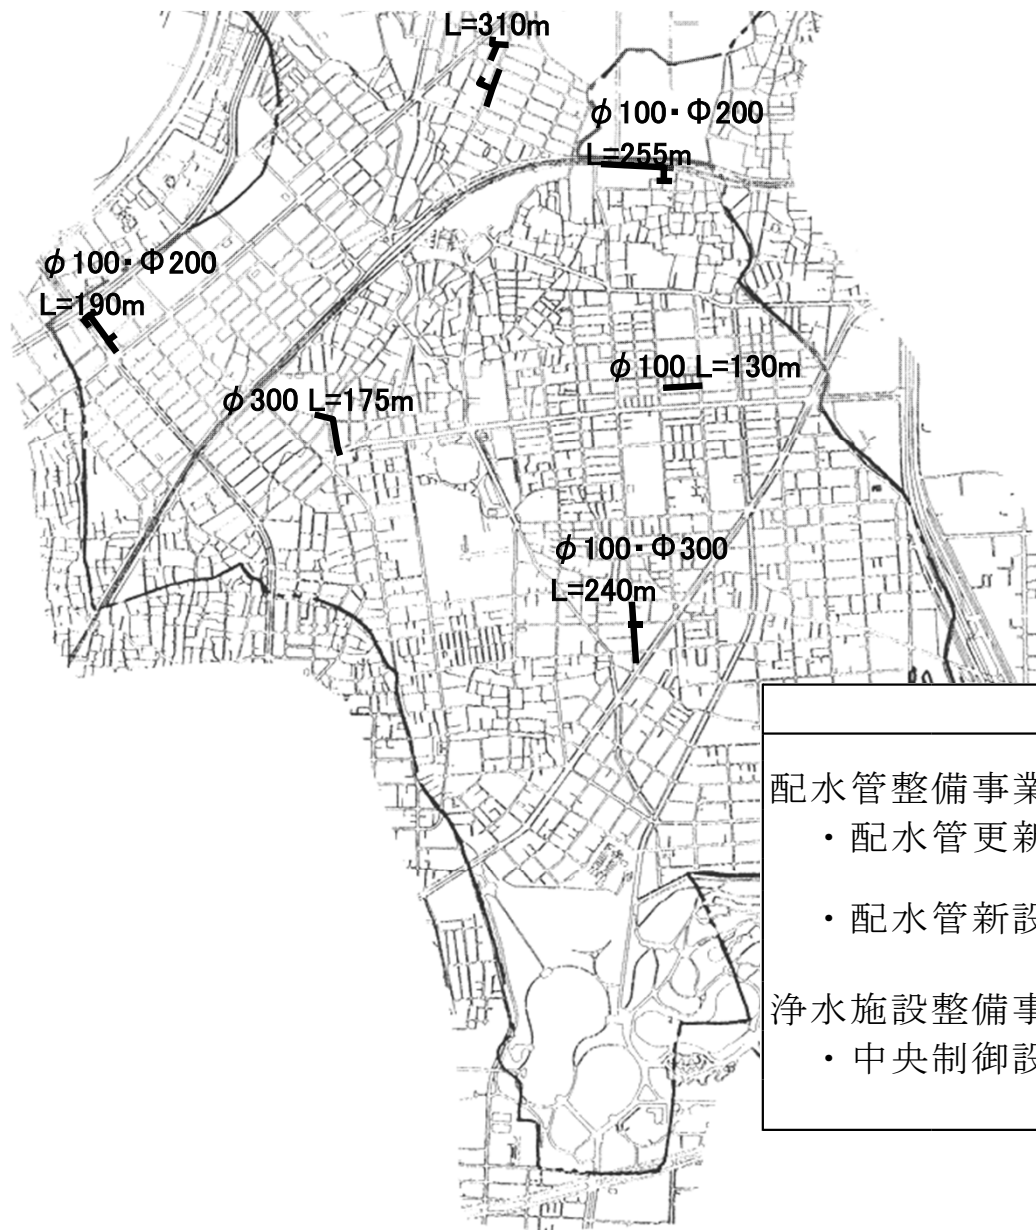 L=310m
φ100・Φ200
L=255m
φ100・Φ200
L=190m
φ100 L=130m
φ300 L=175m
φ100・Φ300
L=240m
配水管整備事業
・配水管更新
・配水管新設
浄水施設整備事
・中央制御設